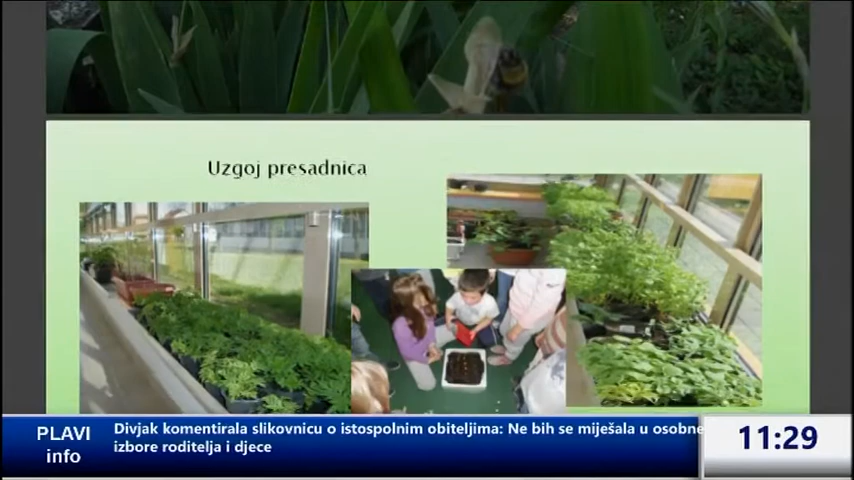 Uzgoj presadnica
PLAVI
info
Divjak komentirala slikovnicu o istospolnim obiteljima: Ne bih se miješala u osobne
izbore roditelja i djece
11:29